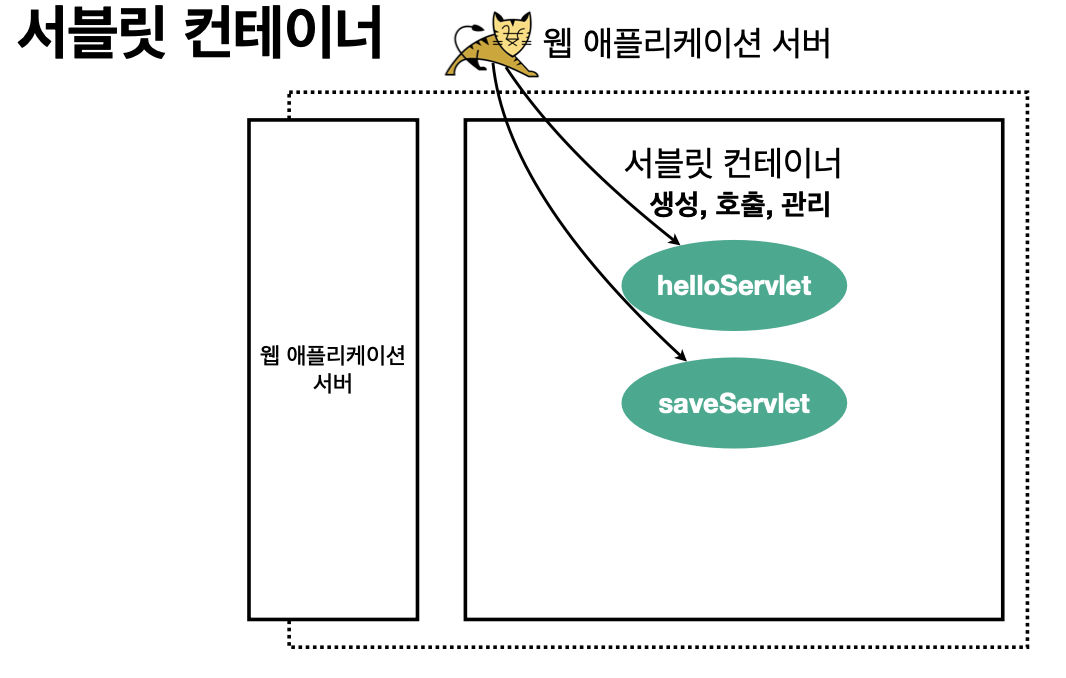 서블릿 컨테이너
웹 애플리케이션 서버
서블릿 컨테이너
생성, 호출, 관리
helloServlet
웹 애플리케이션
서버
saveServlet